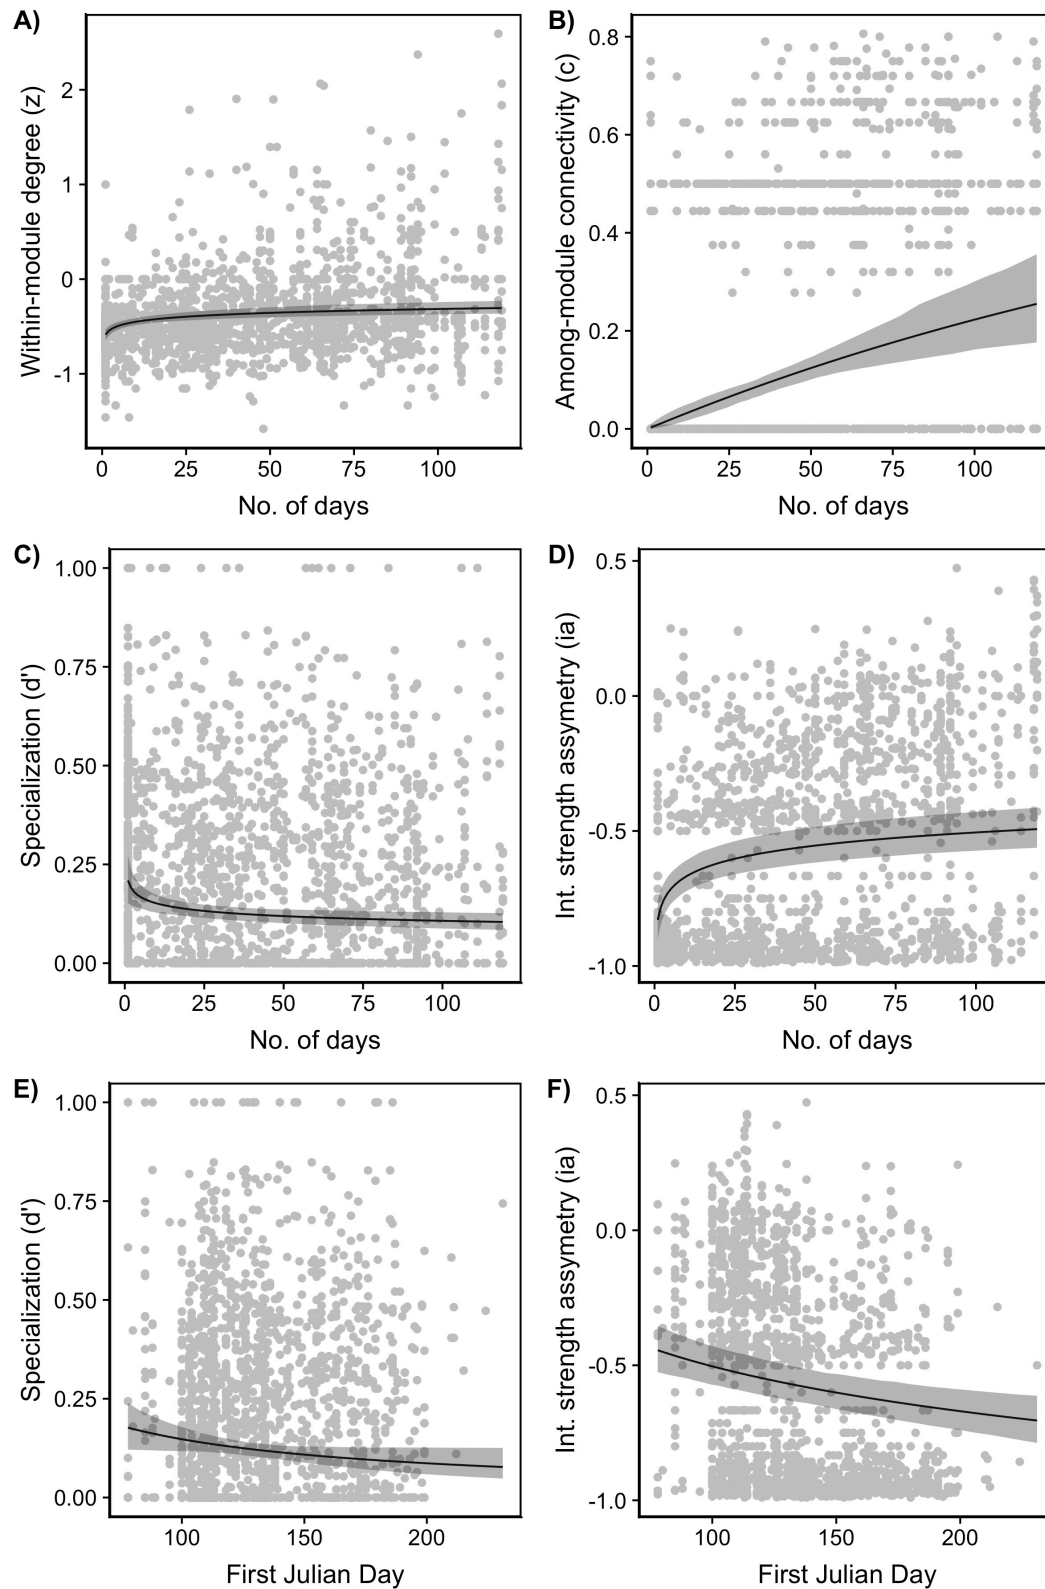 A)
Within-module degree (z)
2
1
0
-1
0 25 50 75 100
No. of days
B)
Among-module connectivity (c)
0.8
0.6
0.4
0.2
0.0
0 25 50 75 100
No. of days
C)
Specialization (d')
1.00
0.75
0.50
0.25
0.00
0 25 50 75 100
No. of days
D)
Int. strength assymetry (ia)
0.5
0.0
-0.5
-1.0
0 25 50 75 100
No. of days
E)
Specialization (d')
1.00
0.75
0.50
0.25
0.00
100 150 200
First Julian Day
F)
Int. strength assymetry (ia)
0.5
0.0
-0.5
-1.0
100 150 200
First Julian Day